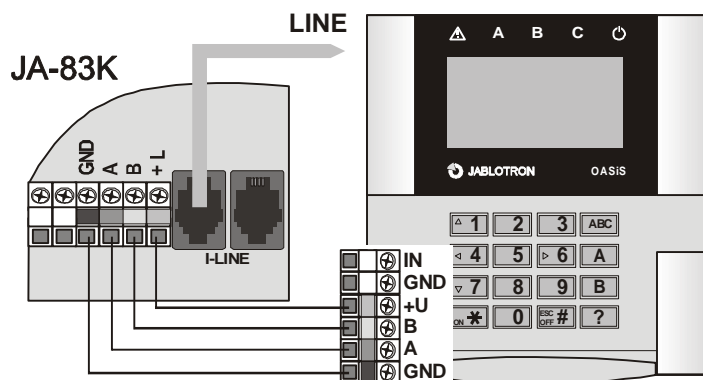 LINE
JA-83K
GND A B +L
I-LINE
A B C
JABLOTRON OASiS
1 2 3 ABC
4 5 6 A
7 8 9 B
ON * 0 ESC OFF # ?
IN
GND
+U
B
A
GND